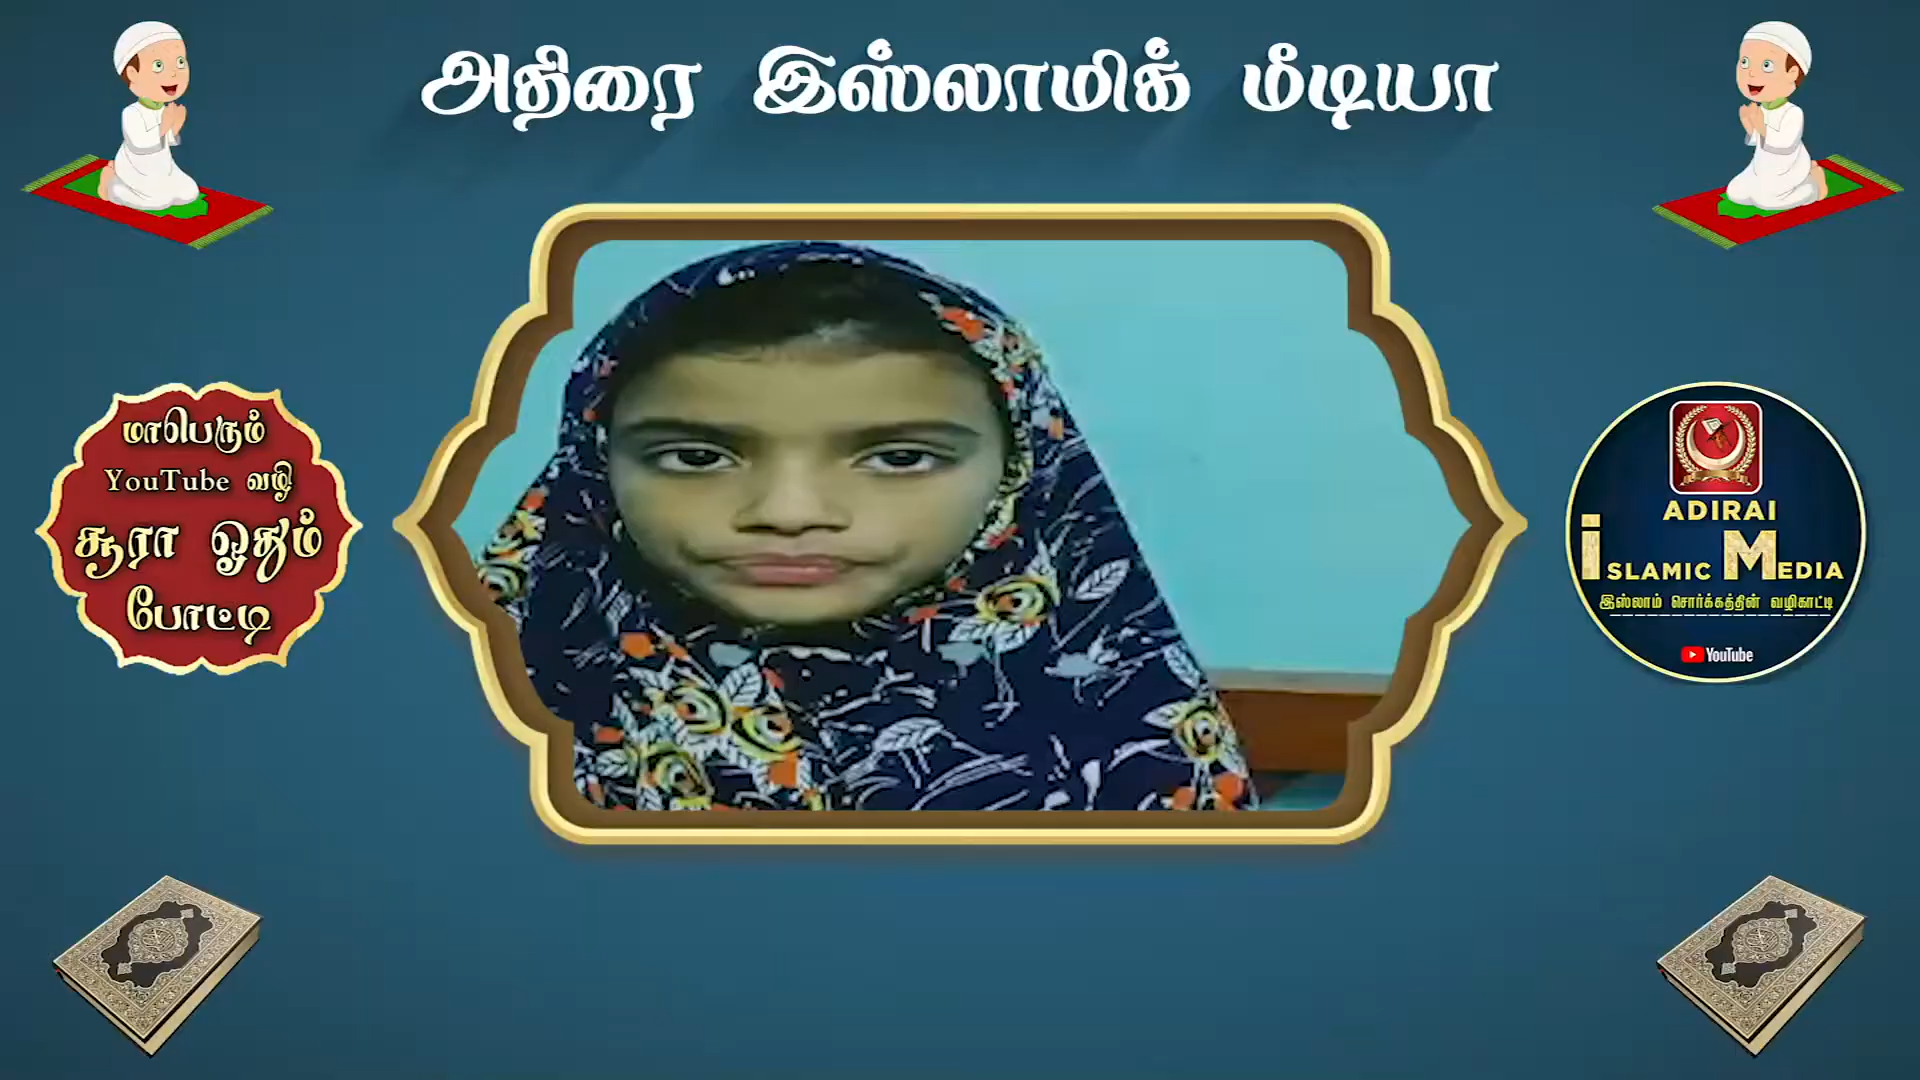 அதிரை இஸ்லாமிக் மீடியா
மாபெரும்
YouTube வழி
சூரா ஓதும்
போட்டி
ADIRAI
iSLAMIC MEDIA
இஸ்லாம் சொர்க்கத்தின் வழிகாட்டி
YouTube